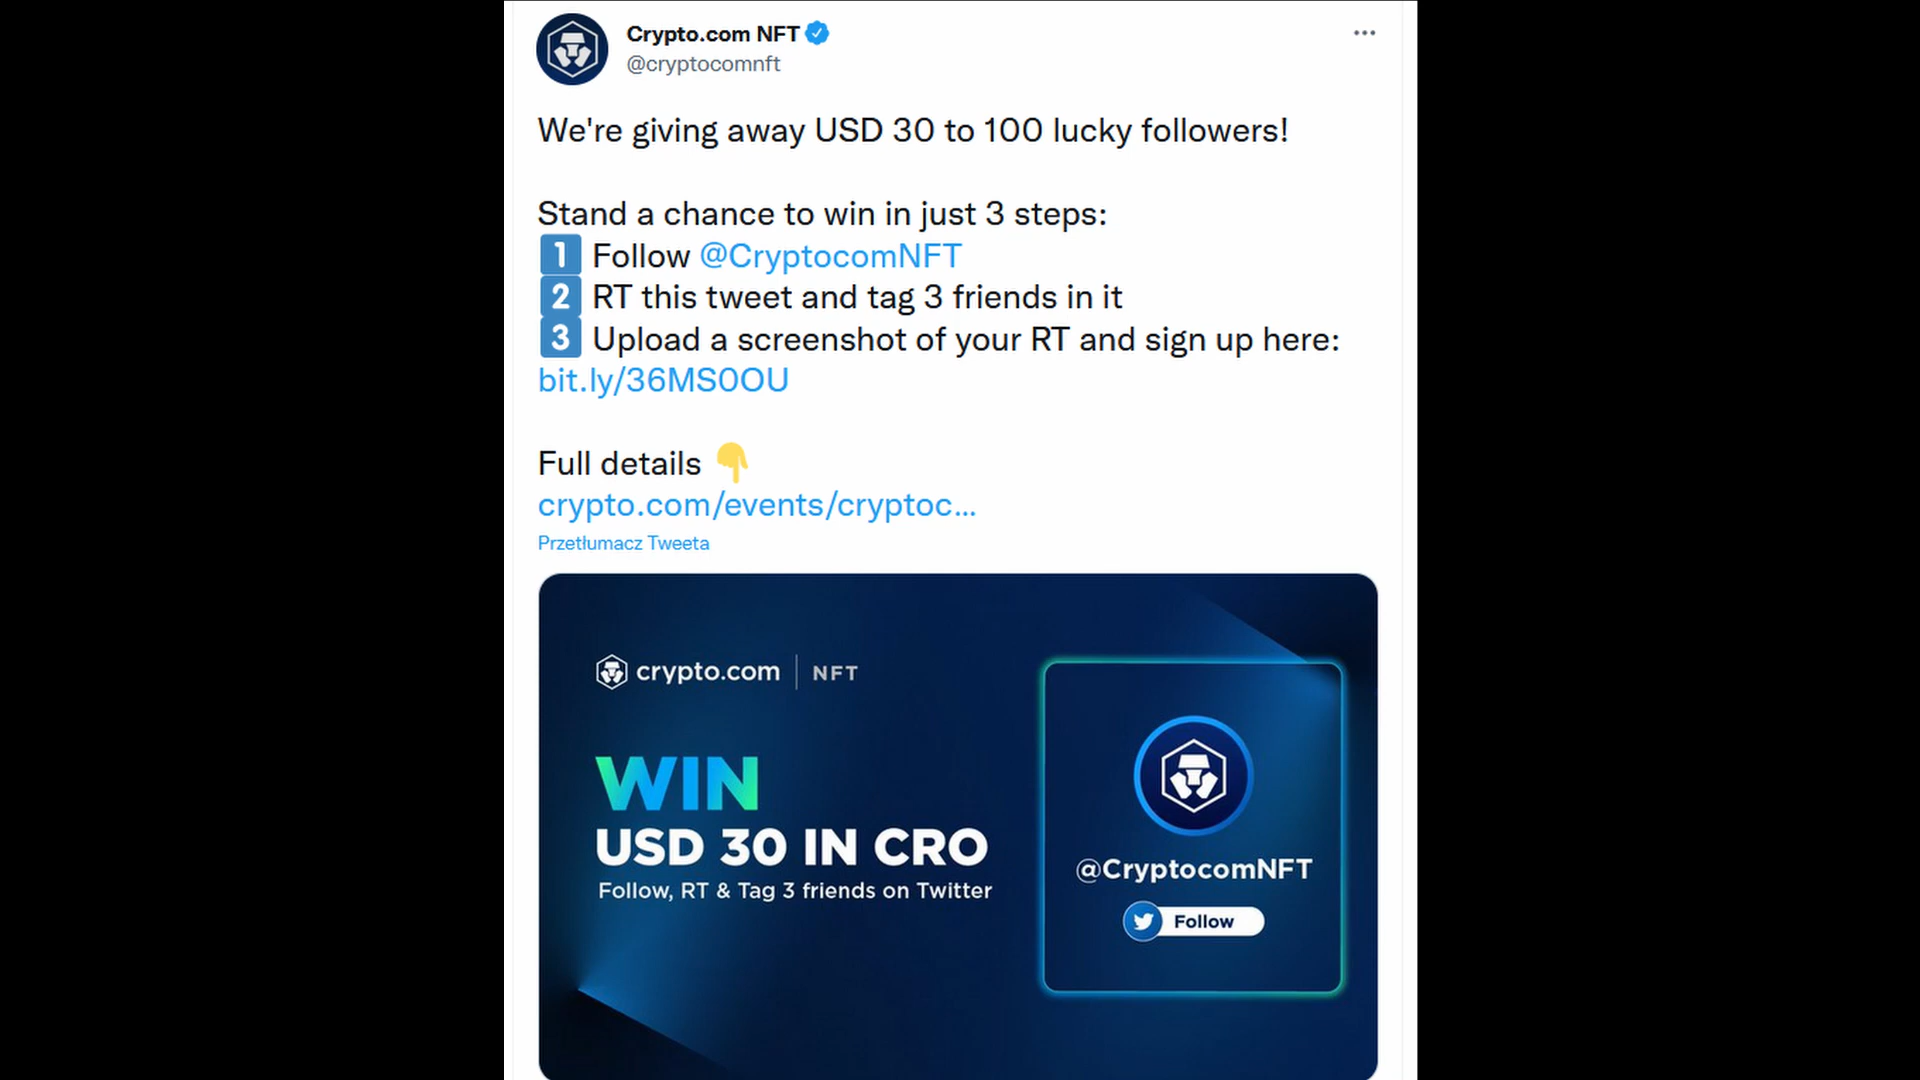 Crypto.com NFT
@cryptocomnft
We're giving away USD 30 to 100 lucky followers!
Stand a chance to win in just 3 steps:
1 Follow @CryptocomNFT
2 RT this tweet and tag 3 friends in it
3 Upload a screenshot of your RT and sign up here:
bit.ly/36MS0OU
Full details
crypto.com/events/cryptoc...
Przetłumacz Tweeta
crypto.com | NFT
WIN
USD 30 IN CRO
Follow, RT & Tag 3 friends on Twitter
@CryptocomNFT
Follow